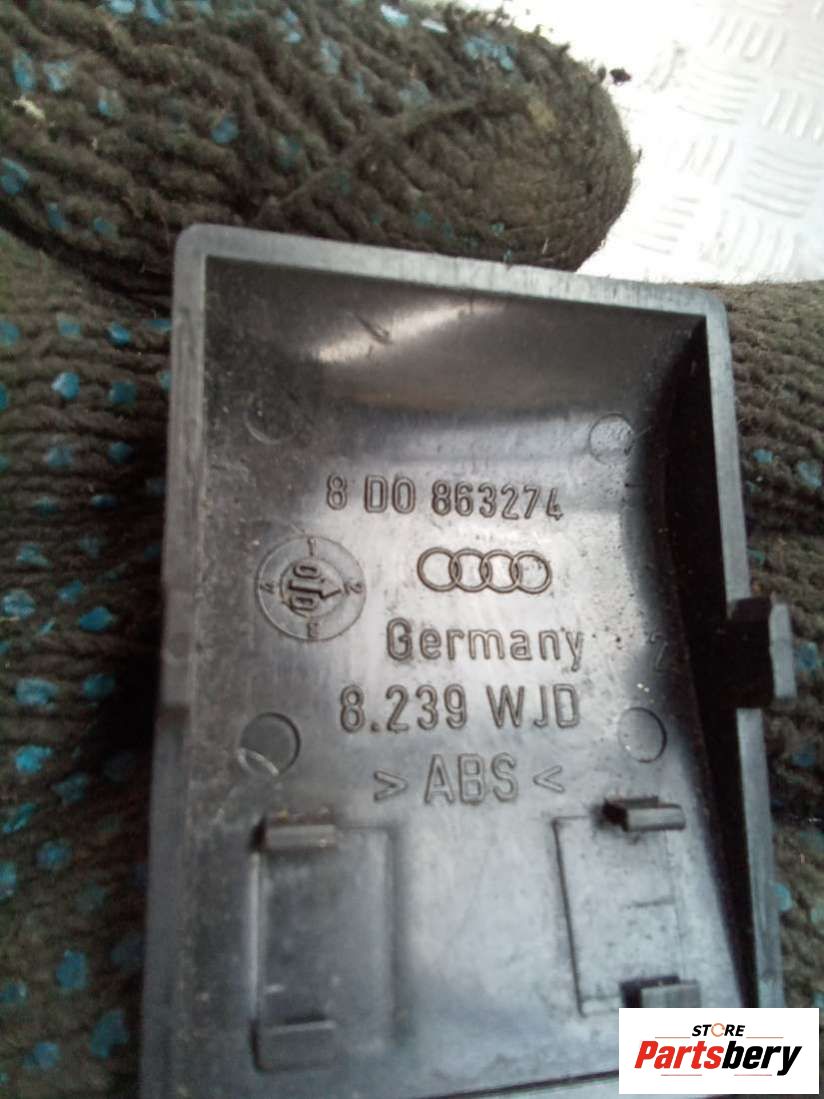 8 D0 863274
Germany
8.239 WJD
> ABS <
STORE
Partsbery